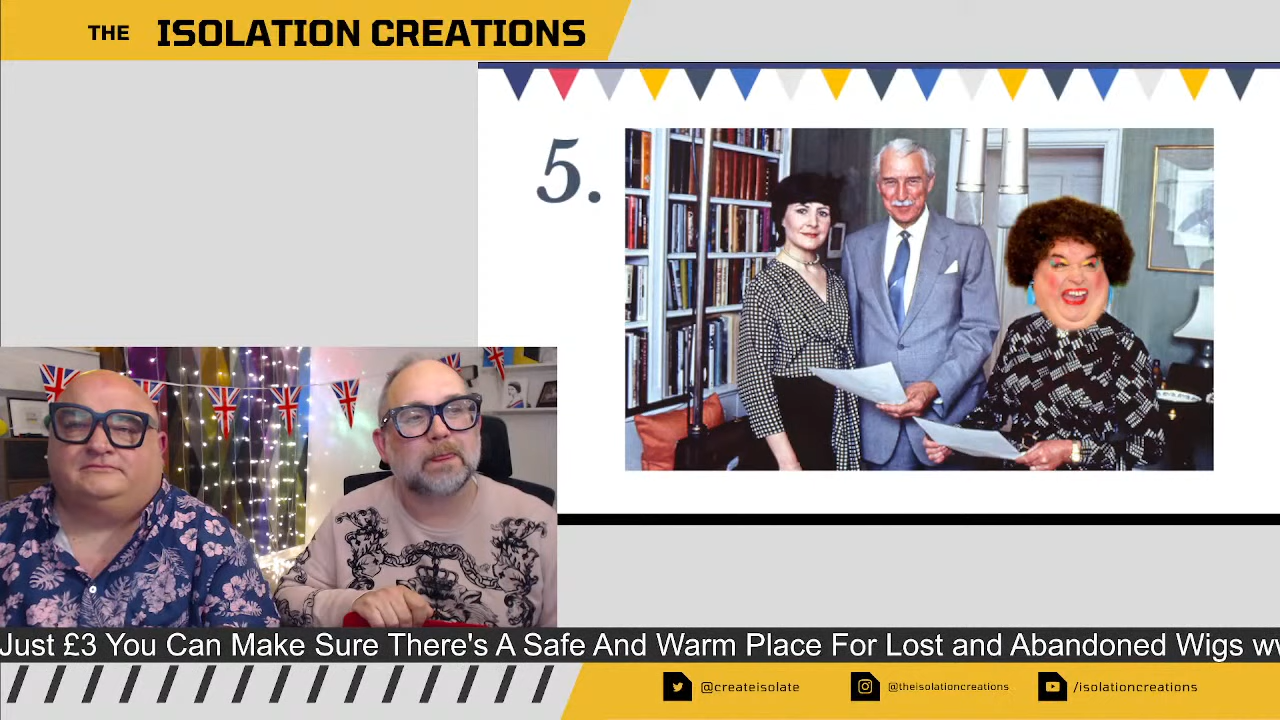 THE ISOLATION CREATIONS
5.
Just £3 You Can Make Sure There's A Safe And Warm Place For Lost and Abandoned Wigs
@createisolate
@theisolationcreations
/isolationcreations